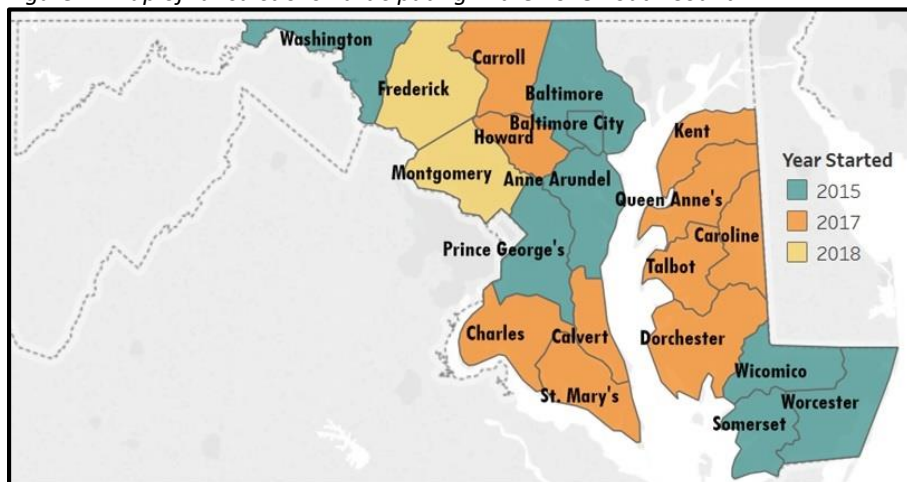 Washington
Carroll
Frederick
Baltimore
Baltimore City
Howard
Kent
Montgomery
Anne Arundel
Queen Anne's
Prince George's
Caroline
Talbot
Charles
Calvert
Dorchester
St. Mary's
Wicomico
Worcester
Somerset
Year Started
2015
2017
2018